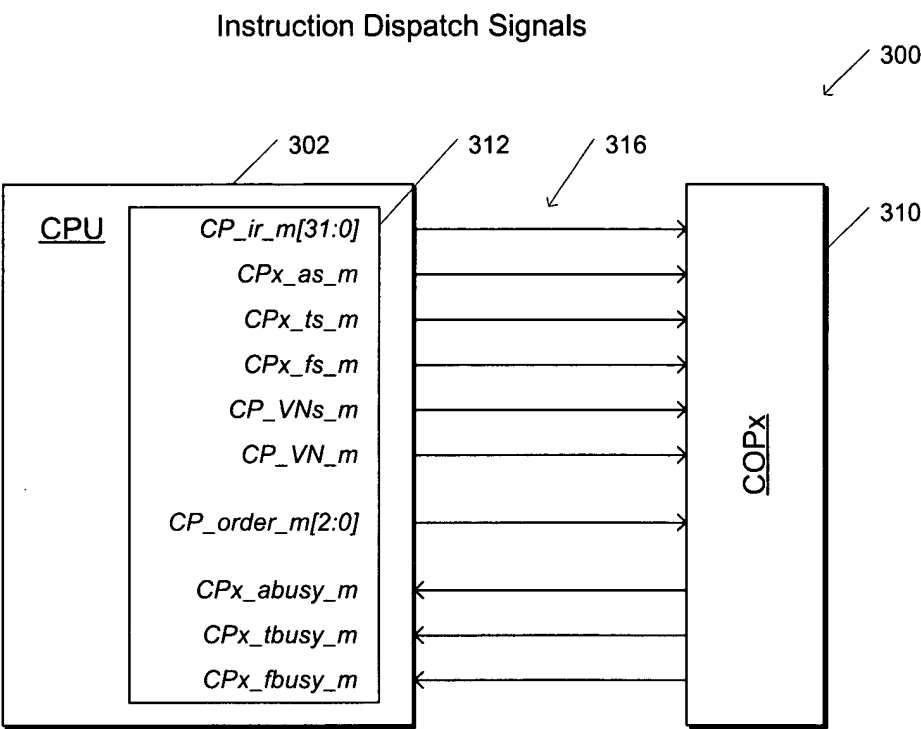 Instruction Dispatch Signals
300
302
312
316
310
CPU
CP_ir_m[31:0]
CPx_as_m
CPx_ts_m
CPx_fs_m
CP_VNs_m
CP_VN_m
CP_order_m[2:0]
CPx_abusy_m
CPx_tbusy_m
CPx_fbusy_m
COPx